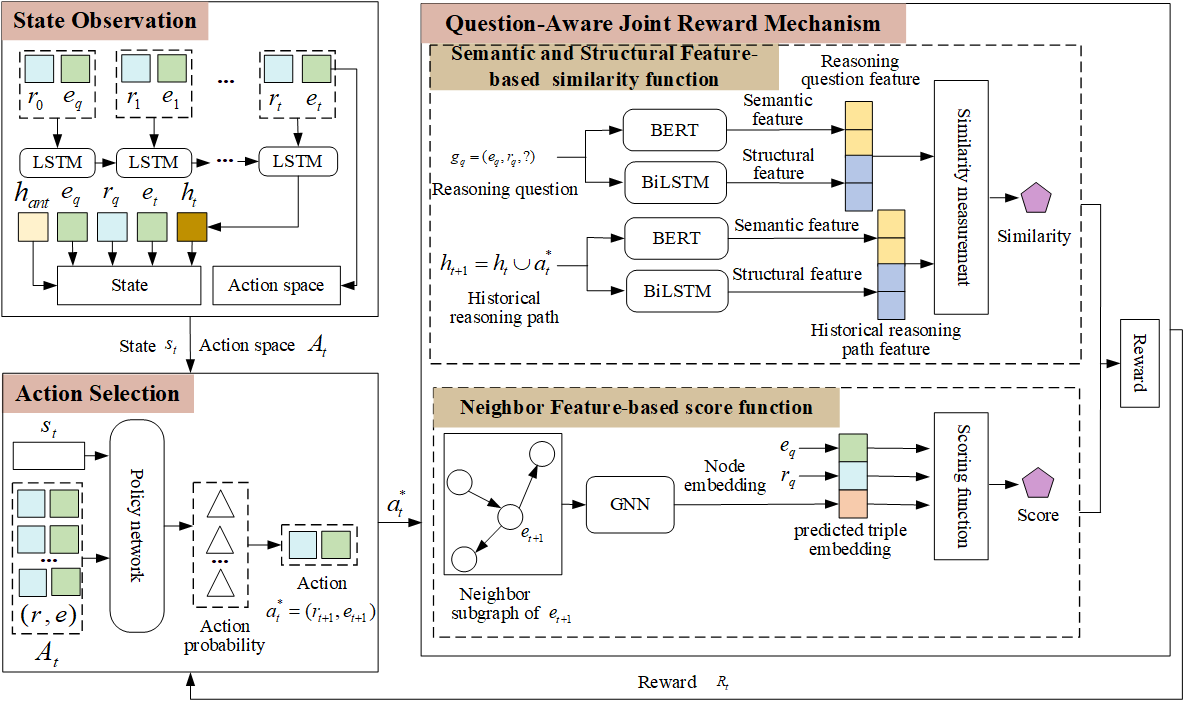 State Observation
r_0 e_q r_1 e_1 ... r_t e_t
LSTM LSTM ... LSTM
h_ant e_q r_q e_t h_t
State Action space
State s_t Action space A_t
Action Selection
s_t
Policy network
...
(r, e)
A_t
...
Action
probability
Action
a_t^* = (r_{t+1}, e_{t+1})
a_t^*
Question-Aware Joint Reward Mechanism
Semantic and Structural Feature-
based similarity function
Reasoning
question feature
g_q = (e_q, r_q, ?)
Reasoning question
BERT
Semantic
feature
BiLSTM
Structural
feature
h_{t+1} = h_t ∪ a_t^*
Historical
reasoning path
BERT
Semantic feature
BiLSTM
Structural feature
Historical reasoning
path feature
Similarity measurement
Similarity
Neighbor Feature-based score function
e_{t+1}
Neighbor
subgraph of e_{t+1}
GNN
Node
embedding
e_q
r_q
predicted triple
embedding
Scoring function
Score
Reward
Reward R_t